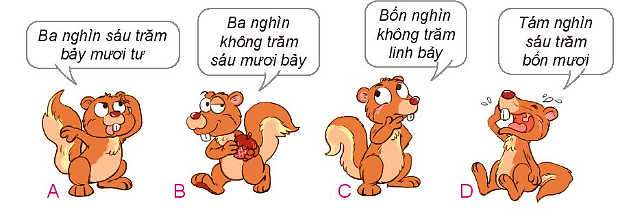 Ba nghìn sáu trăm
bảy mươi tư
Ba nghìn
không trăm
sáu mươi bảy
Bốn nghìn
không trăm
linh bảy
Tám nghìn
sáu trăm
bốn mươi
A
B
C
D